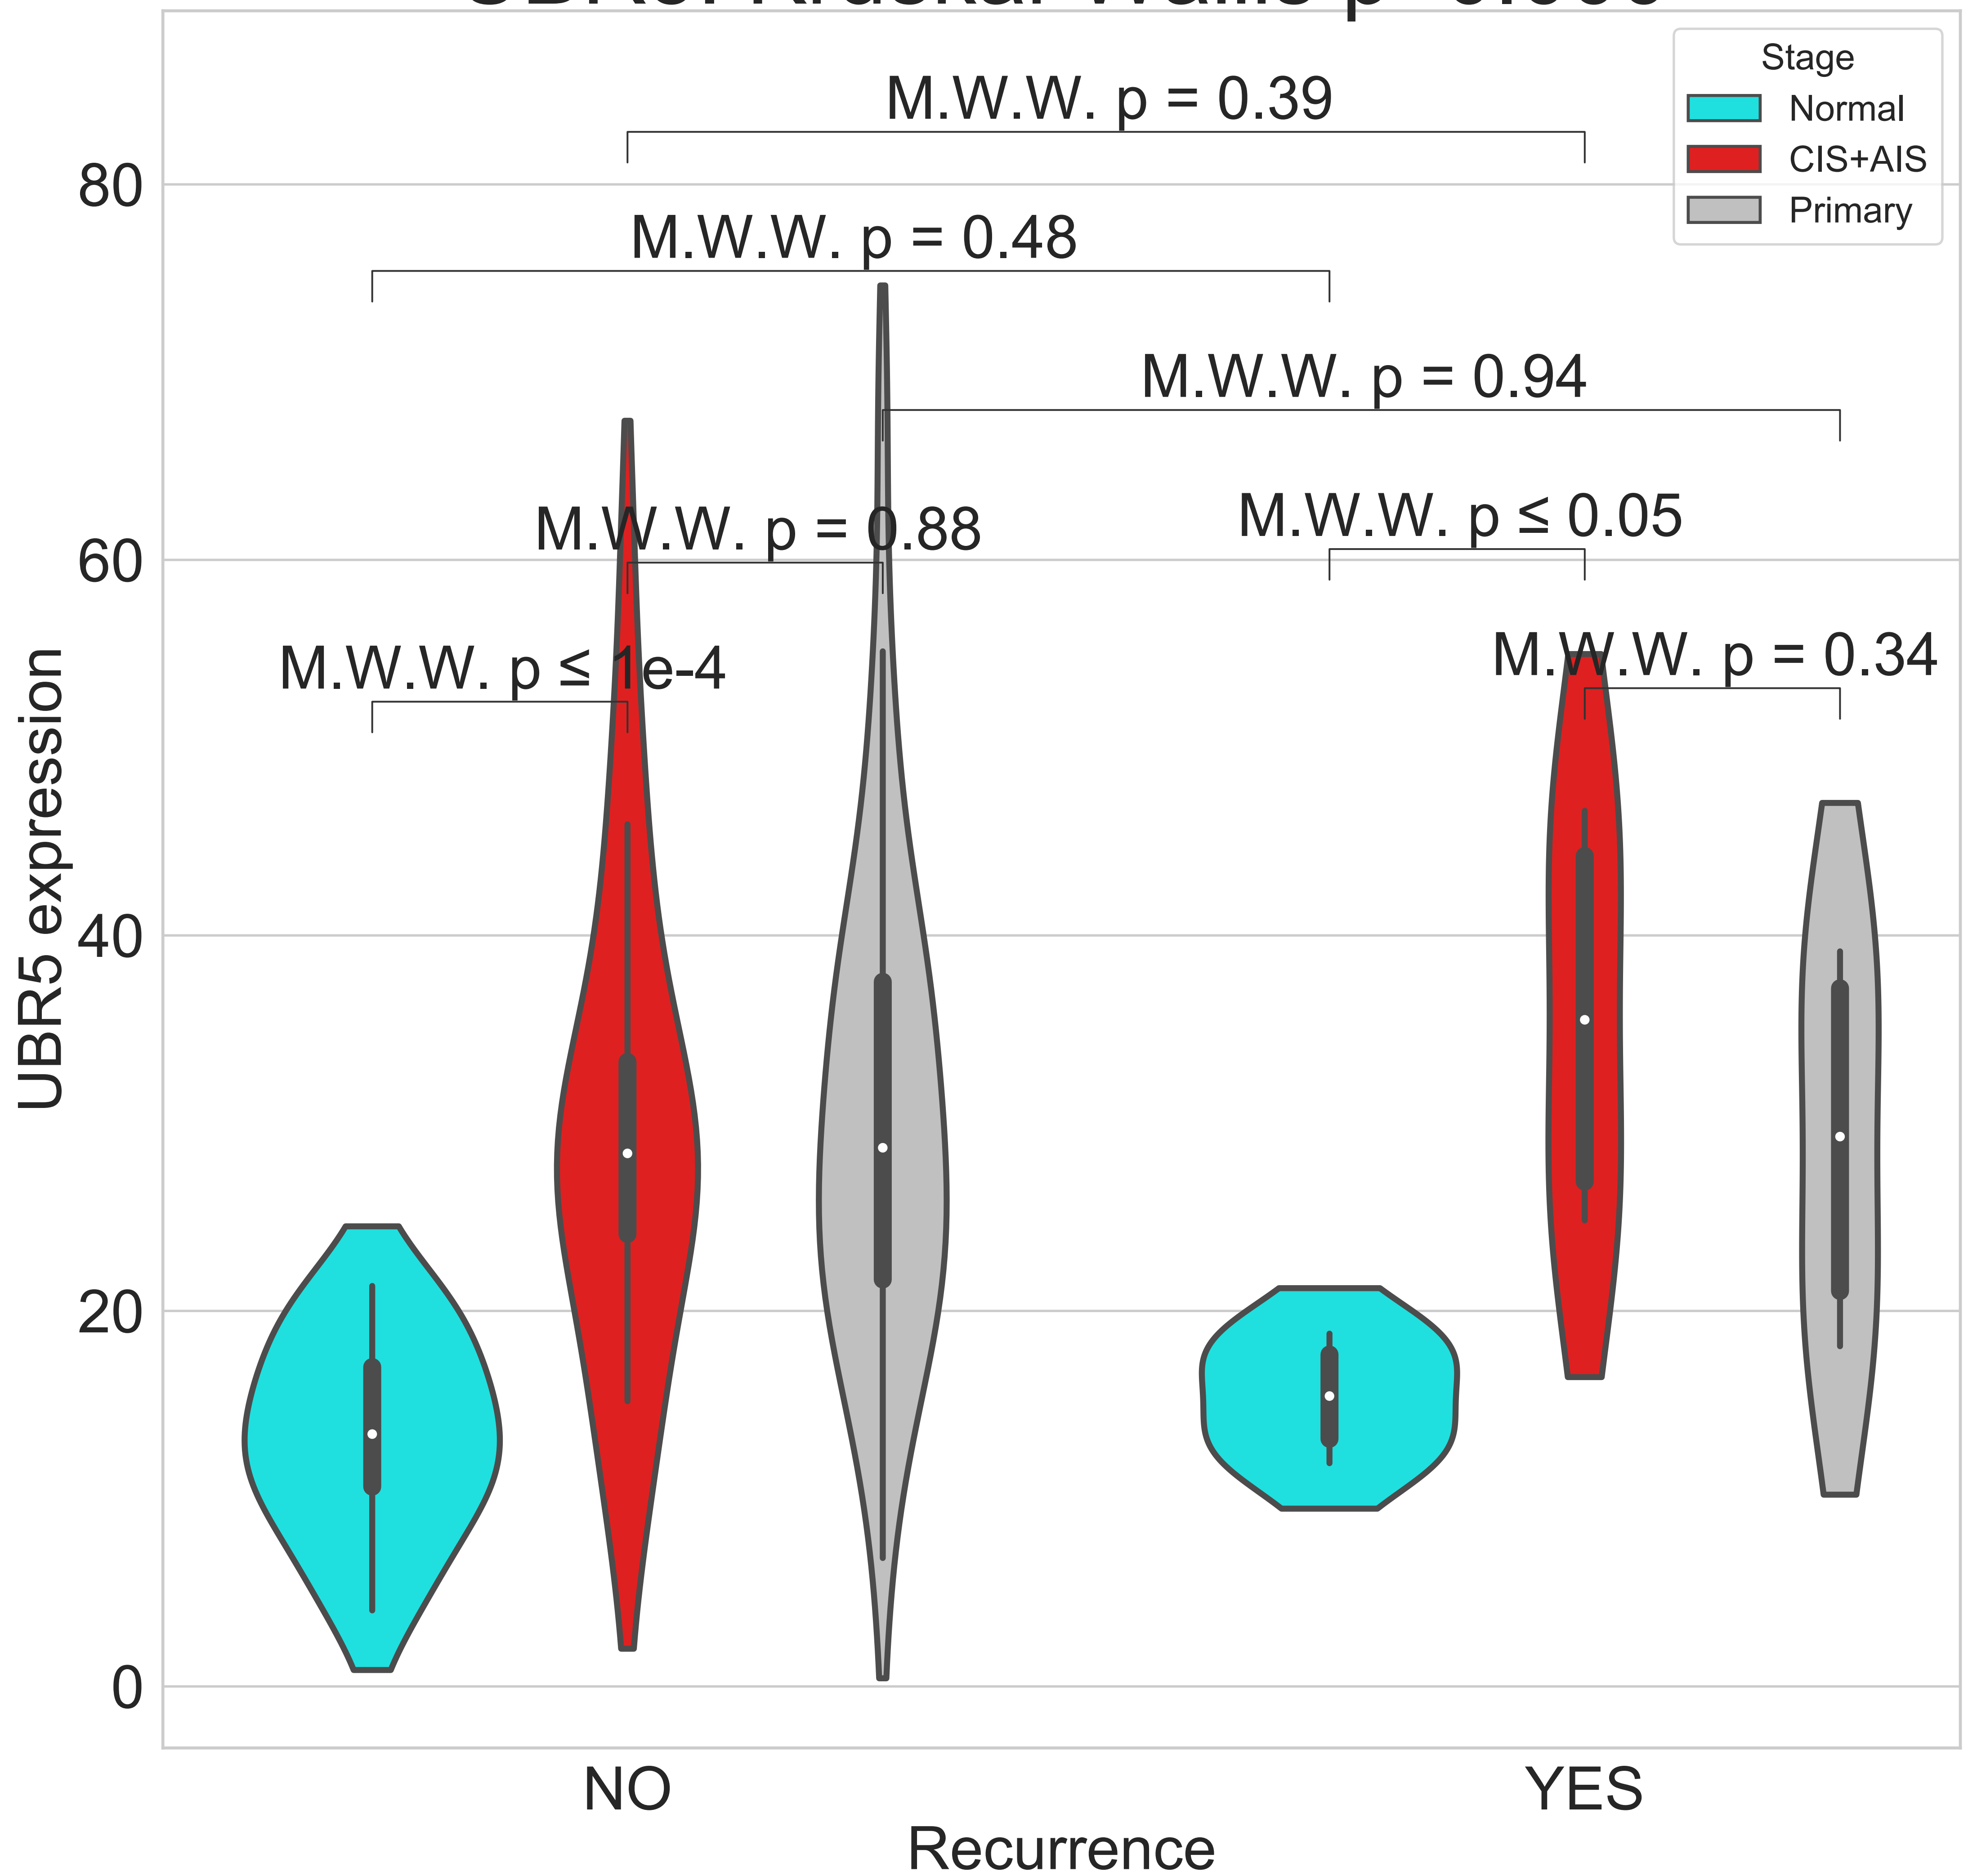 Stage
Normal
CIS+AIS
Primary
M.W.W. p = 0.39
M.W.W. p = 0.48
M.W.W. p = 0.94
M.W.W. p = 0.88
M.W.W. p ≤ 0.05
M.W.W. p ≤ 1e-4
M.W.W. p = 0.34
80
60
40
20
0
UBR5 expression
NO
YES
Recurrence